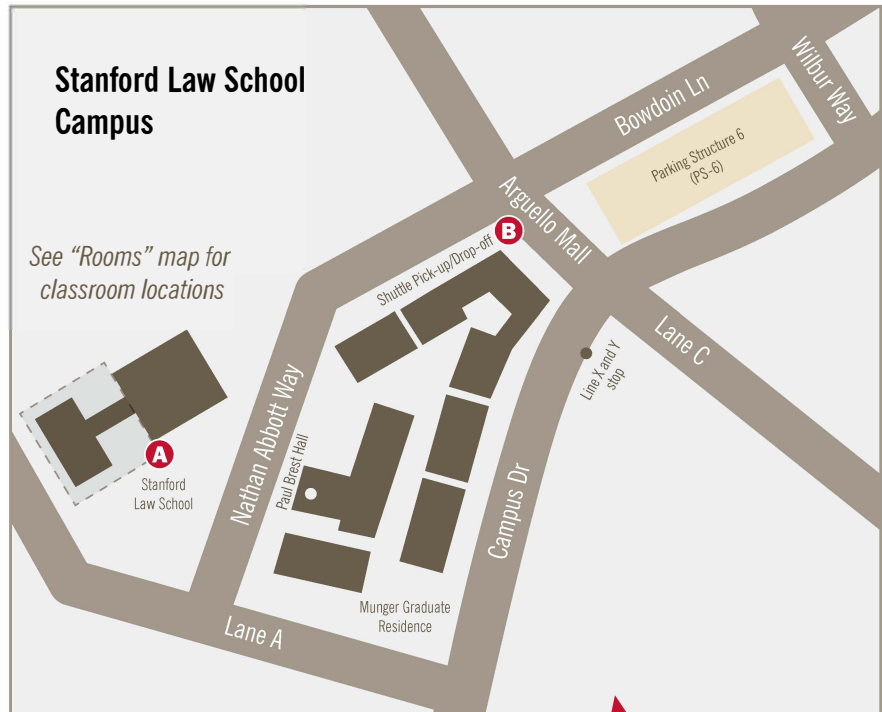 Stanford Law School
Campus
See “Rooms” map for
classroom locations
Bowdoin Ln
Wilbur Way
Parking Structure 6
(PS-6)
Arguello Mall
B
Shuttle Pick-up/Drop-off
Lane C
Line X and Y
stop
Nathan Abbott Way
Paul Brest Hall
A
Stanford
Law School
Campus Dr
Munger Graduate
Residence
Lane A